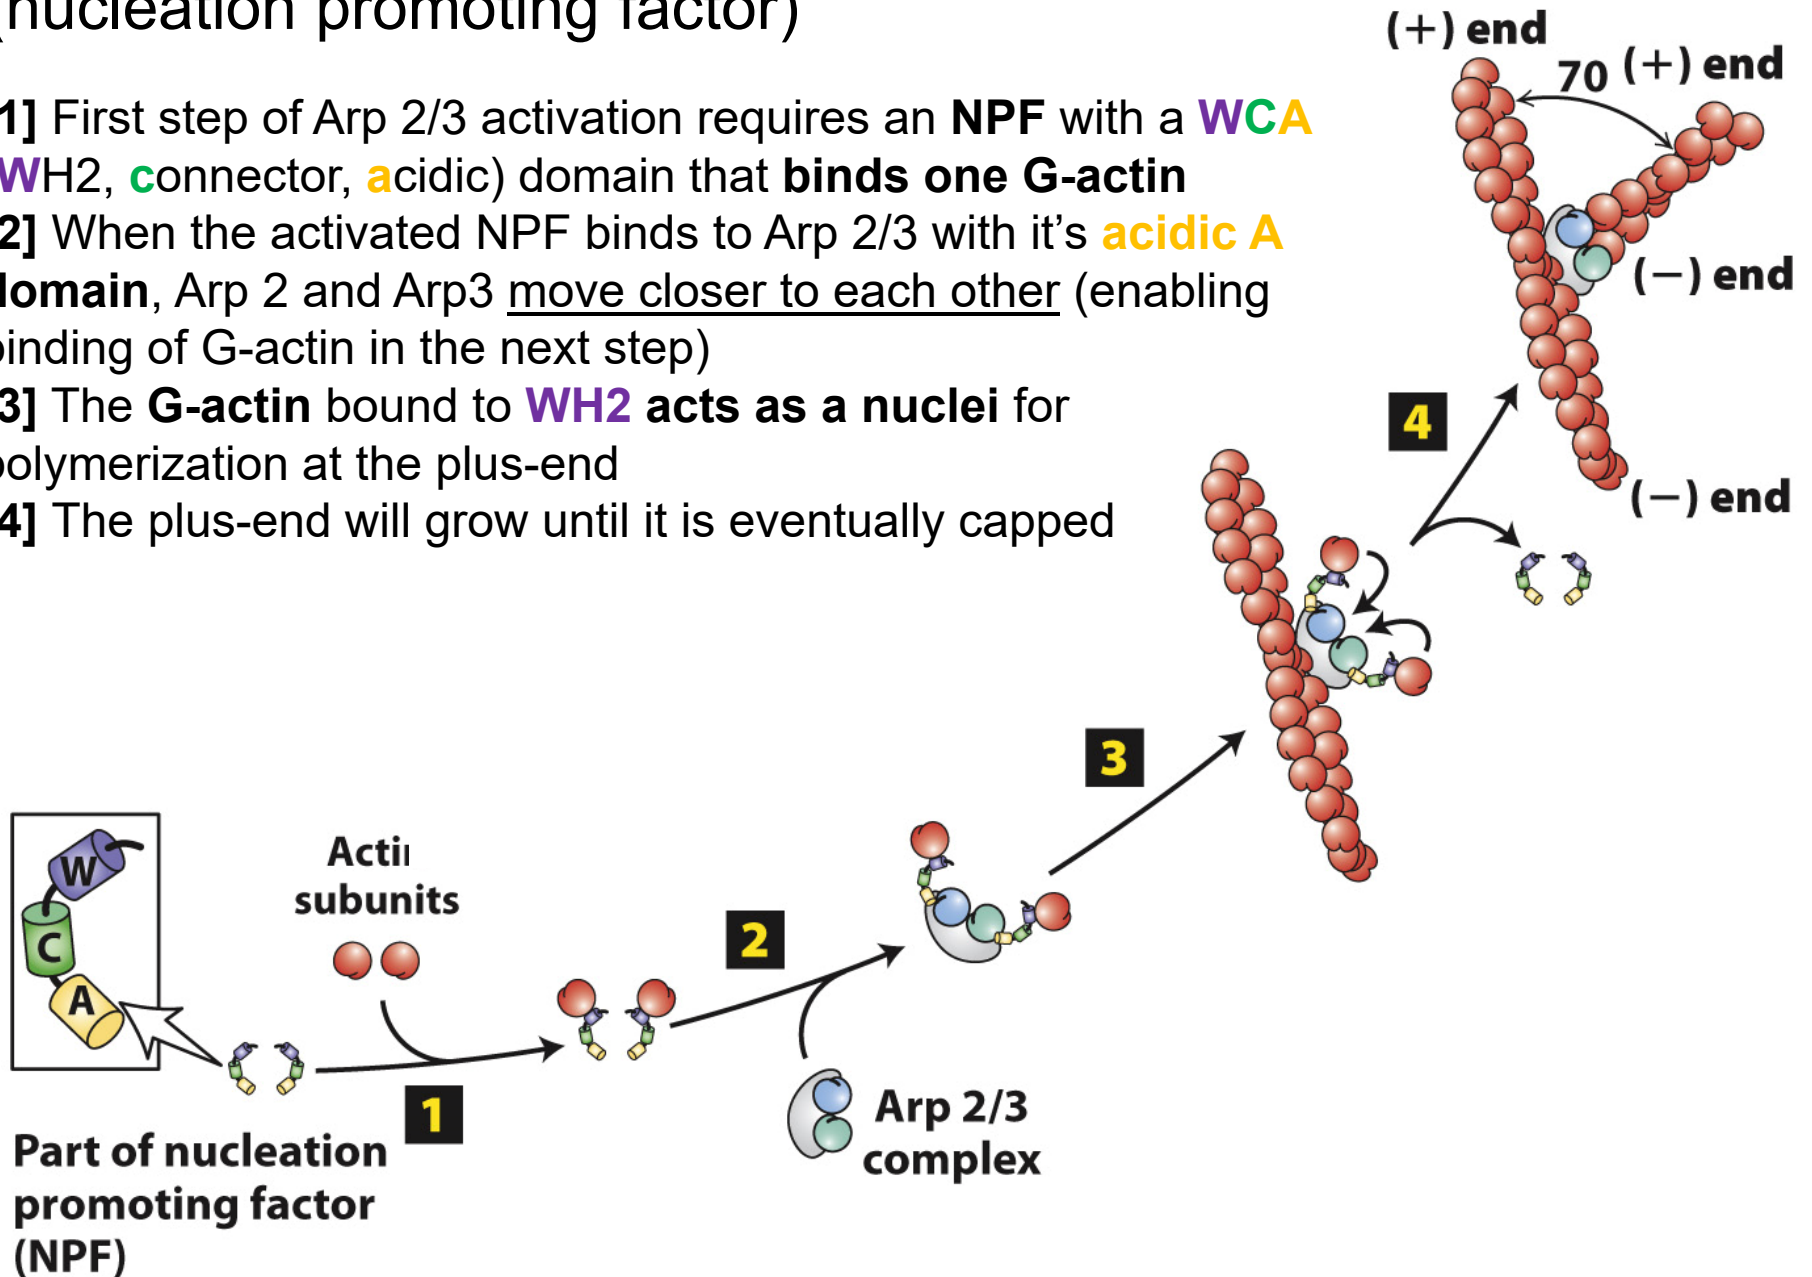 (nucleation promoting factor)
1] First step of Arp 2/3 activation requires an NPF with a WCA
WH2, connector, acidic) domain that binds one G-actin
2] When the activated NPF binds to Arp 2/3 with it's acidic A
domain, Arp 2 and Arp3 move closer to each other (enabling
binding of G-actin in the next step)
3] The G-actin bound to WH2 acts as a nuclei for
polymerization at the plus-end
4] The plus-end will grow until it is eventually capped
(+) end
70 (+) end
(−) end
(−) end
4
3
2
1
W
C
A
Actin
subunits
Arp 2/3
complex
Part of nucleation
promoting factor
(NPF)